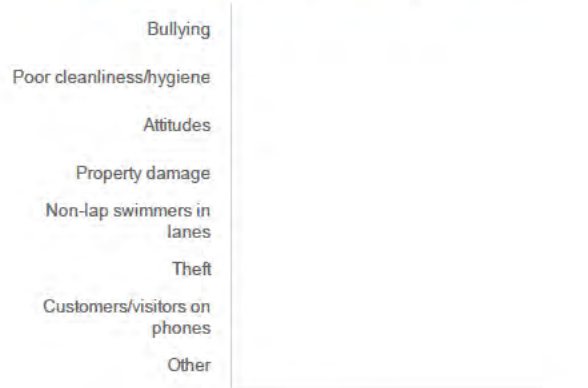 Bullying
Poor cleanliness/hygiene
Attitudes
Property damage
Non-lap swimmers in
lanes
Theft
Customers/visitors on
phones
Other